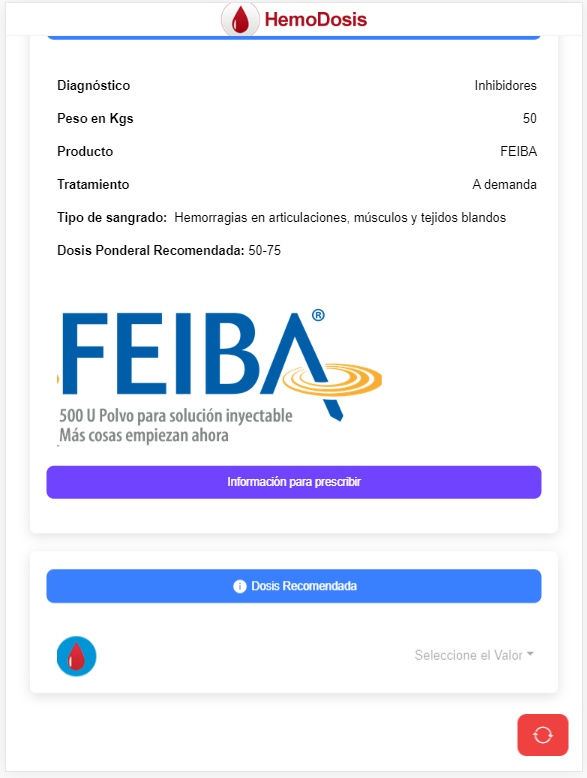 HemoDosis
Diagnóstico Inhibidores
Peso en Kgs 50
Producto FEIBA
Tratamiento A demanda
Tipo de sangrado: Hemorragias en articulaciones, músculos y tejidos blandos
Dosis Ponderal Recomendada: 50-75
FEIBA®
500 U Polvo para solución inyectable
Más cosas empiezan ahora
Información para prescribir
Dosis Recomendada
Seleccione el Valor